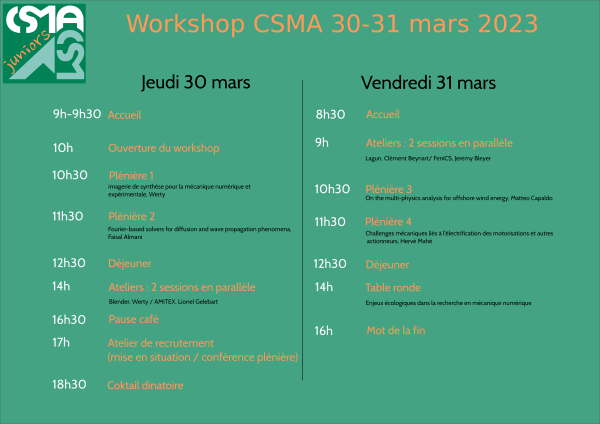 CSMA
juniors
CSMA
Workshop CSMA 30-31 mars 2023
Jeudi 30 mars
9h-9h30 Accueil
10h Ouverture du workshop
10h30 Plénière 1
imagerie de synthèse pour la mécanique numérique et
expérimentale, Werty
11h30 Plénière 2
Fourier-based solvers for diffusion and wave propagation phenomena,
Faisal Almani
12h30 Déjeuner
14h Ateliers : 2 sessions en parallèle
Blender, Werty / AMITEX, Lionel Gelebart
16h30 Pause café
17h Atelier de recrutement
(mise en situation / conférence plénière)
18h30 Coktail dinatoire
Vendredi 31 mars
8h30 Accueil
9h Ateliers : 2 sessions en parallèle
Lagun, Clément Beynart/ FeniCS, Jeremy Bleyer
10h30 Plénière 3
On the multi-physics analysis for offshore wind energy, Matteo Capaldo
11h30 Plénière 4
Challenges mécaniques liés à l'électrification des motorisations et autres
actionneurs, Hervé Mahé
12h30 Déjeuner
14h Table ronde
Enjeux écologiques dans la recherche en mécanique numérique
16h Mot de la fin